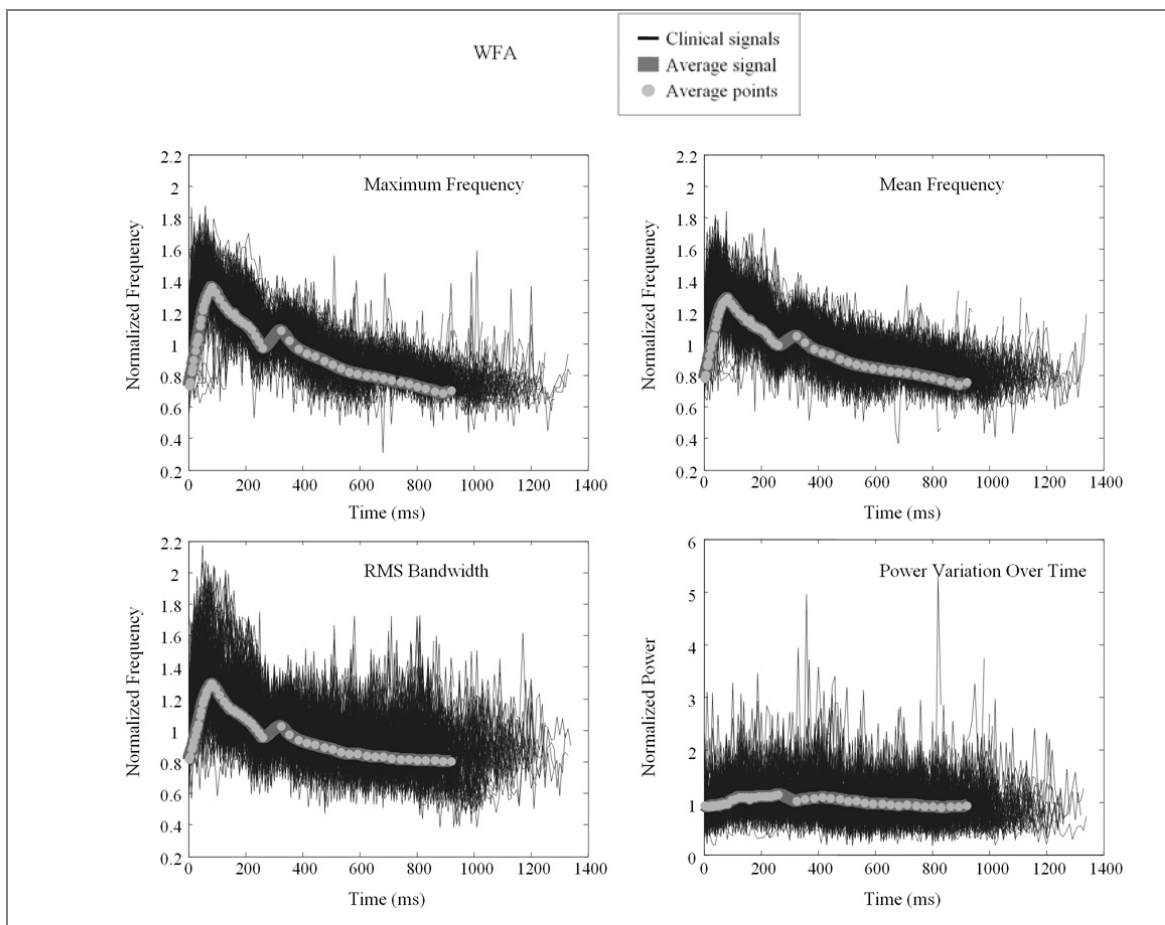 WFA
Clinical signals
Average signal
Average points
Maximum Frequency
Normalized Frequency
2.2
2
1.8
1.6
1.4
1.2
1
0.8
0.6
0.4
0.2
0 200 400 600 800 1000 1200 1400
Time (ms)
Mean Frequency
Normalized Frequency
2.2
2
1.8
1.6
1.4
1.2
1
0.8
0.6
0.4
0.2
0 200 400 600 800 1000 1200 1400
Time (ms)
RMS Bandwidth
Normalized Frequency
2.2
2
1.8
1.6
1.4
1.2
1
0.8
0.6
0.4
0.2
0 200 400 600 800 1000 1200 1400
Time (ms)
Power Variation Over Time
Normalized Power
6
5
4
3
2
1
0
0 200 400 600 800 1000 1200 1400
Time (ms)